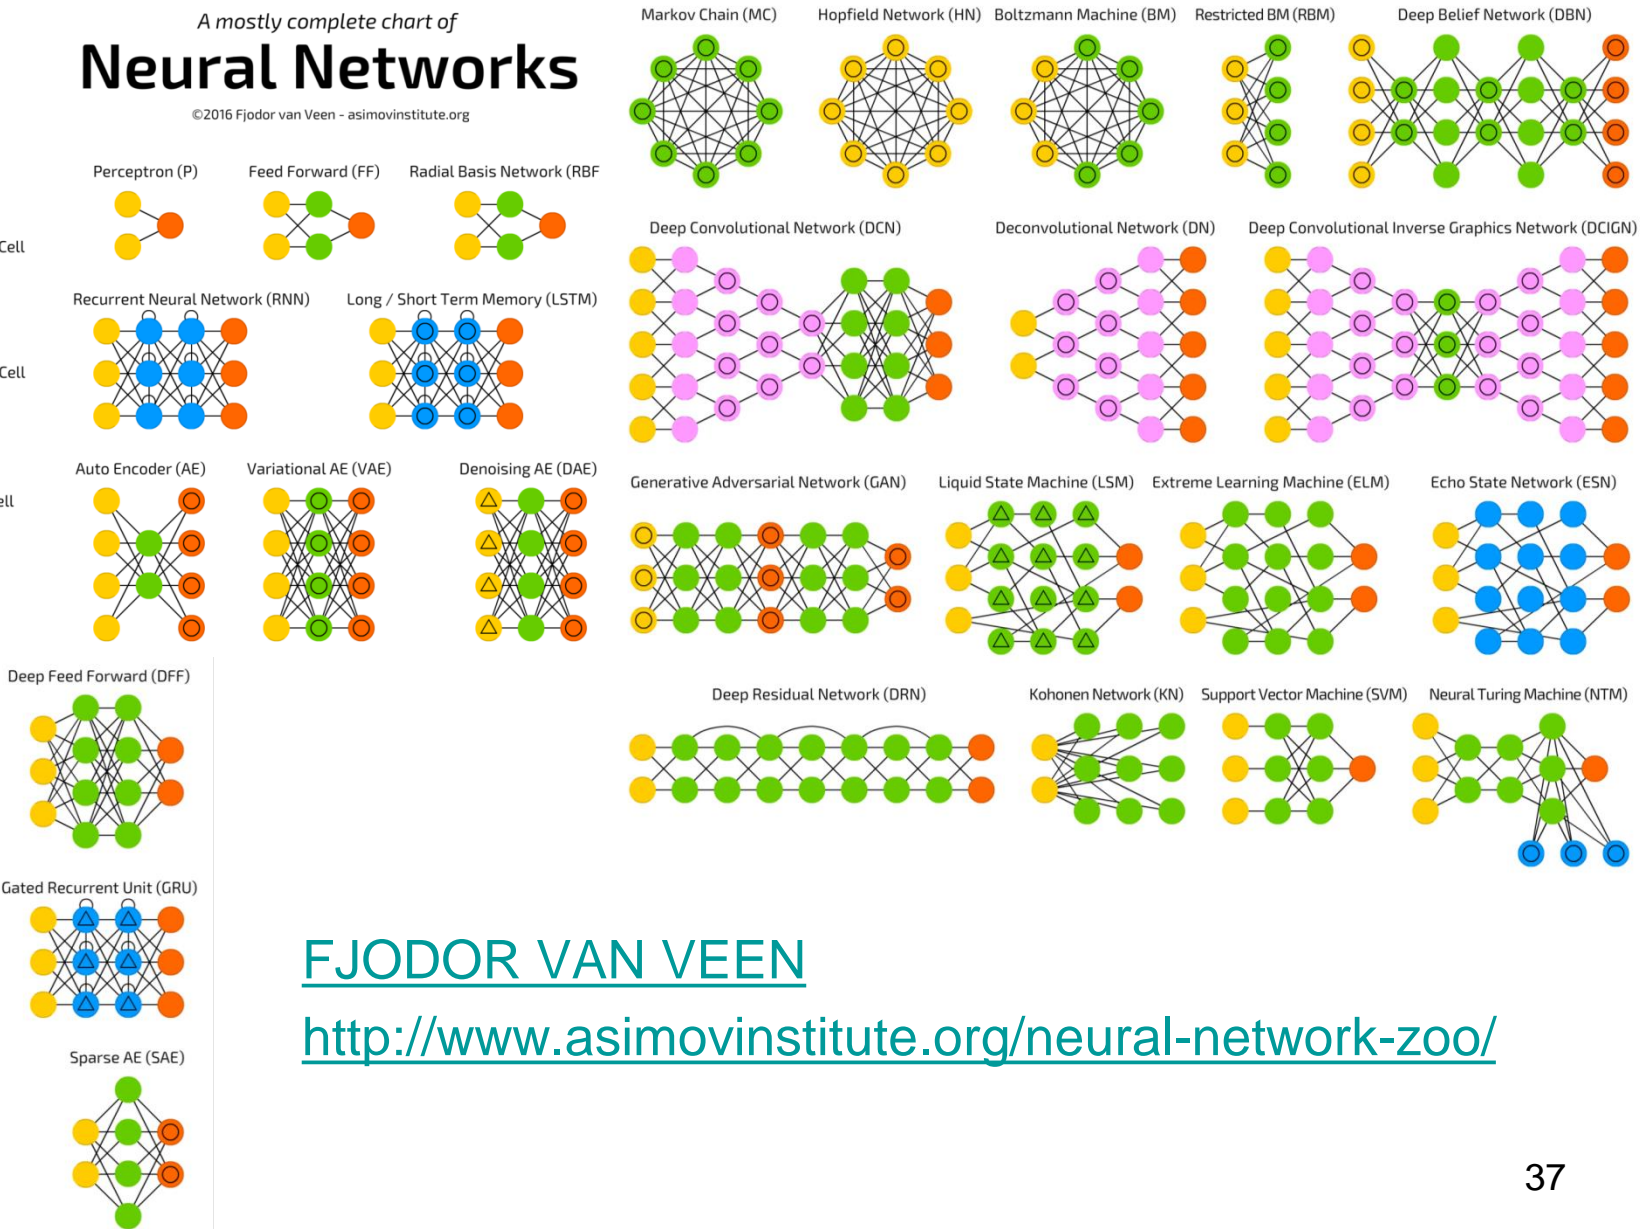 A mostly complete chart of
Neural Networks
©2016 Fjodor van Veen - asimovinstitute.org
Markov Chain (MC)
Hopfield Network (HN)
Boltzmann Machine (BM)
Restricted BM (RBM)
Deep Belief Network (DBN)
Perceptron (P)
Feed Forward (FF)
Radial Basis Network (RBF
Cell
Deep Convolutional Network (DCN)
Deconvolutional Network (DN)
Deep Convolutional Inverse Graphics Network (DCIGN)
Recurrent Neural Network (RNN)
Long / Short Term Memory (LSTM)
Cell
Auto Encoder (AE)
Variational AE (VAE)
Denoising AE (DAE)
ell
Generative Adversarial Network (GAN)
Liquid State Machine (LSM)
Extreme Learning Machine (ELM)
Echo State Network (ESN)
Deep Feed Forward (DFF)
Deep Residual Network (DRN)
Kohonen Network (KN)
Support Vector Machine (SVM)
Neural Turing Machine (NTM)
Gated Recurrent Unit (GRU)
Sparse AE (SAE)
FJODOR VAN VEEN
http://www.asimovinstitute.org/neural-network-zoo/
37